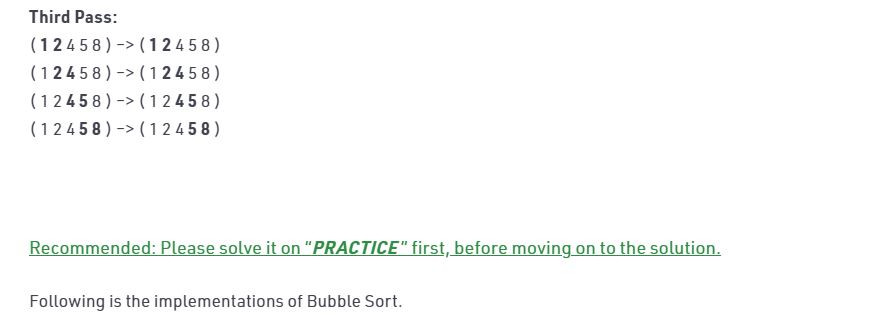 Third Pass:
( 1 2 4 5 8 ) –> ( 1 2 4 5 8 )
( 1 2 4 5 8 ) –> ( 1 2 4 5 8 )
( 1 2 4 5 8 ) –> ( 1 2 4 5 8 )
( 1 2 4 5 8 ) –> ( 1 2 4 5 8 )
Recommended: Please solve it on "PRACTICE" first, before moving on to the solution.
Following is the implementations of Bubble Sort.